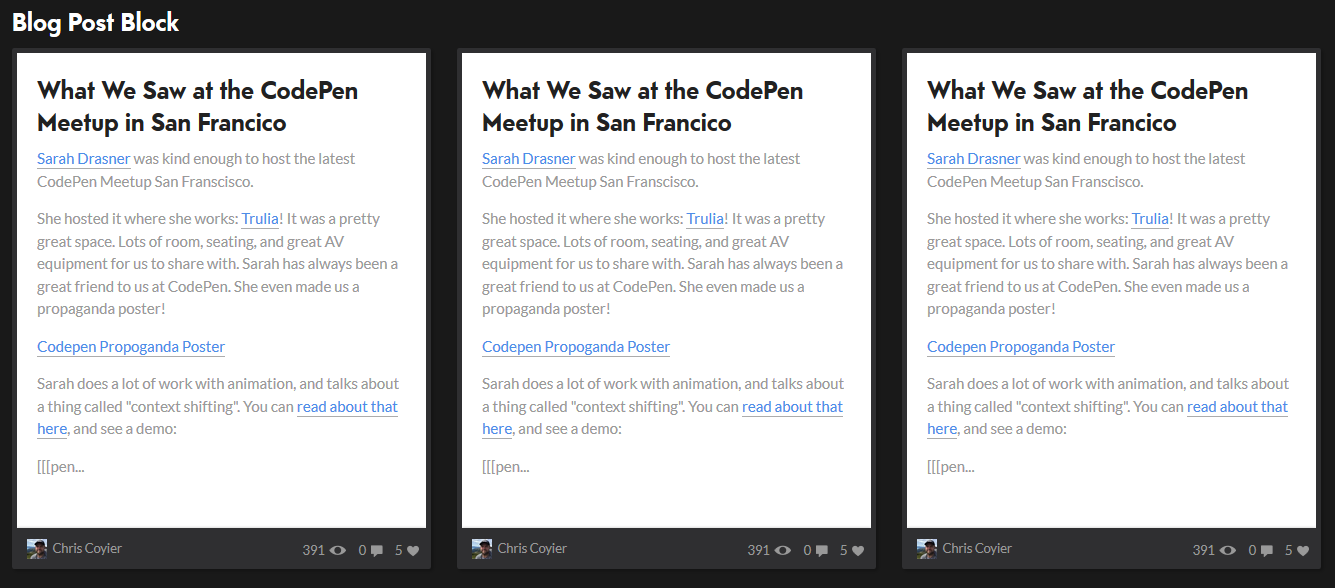 Blog Post Block
What We Saw at the CodePen
Meetup in San Francico
Sarah Drasner was kind enough to host the latest
CodePen Meetup San Franscisco.
She hosted it where she works: Trulia! It was a pretty
great space. Lots of room, seating, and great AV
equipment for us to share with. Sarah has always been a
great friend to us at CodePen. She even made us a
propaganda poster!
Codepen Propoganda Poster
Sarah does a lot of work with animation, and talks about
a thing called "context shifting". You can read about that
here, and see a demo:
[[[pen...
Chris Coyier 391 0 5
What We Saw at the CodePen
Meetup in San Francico
Sarah Drasner was kind enough to host the latest
CodePen Meetup San Franscisco.
She hosted it where she works: Trulia! It was a pretty
great space. Lots of room, seating, and great AV
equipment for us to share with. Sarah has always been a
great friend to us at CodePen. She even made us a
propaganda poster!
Codepen Propoganda Poster
Sarah does a lot of work with animation, and talks about
a thing called "context shifting". You can read about that
here, and see a demo:
[[[pen...
Chris Coyier 391 0 5
What We Saw at the CodePen
Meetup in San Francico
Sarah Drasner was kind enough to host the latest
CodePen Meetup San Franscisco.
She hosted it where she works: Trulia! It was a pretty
great space. Lots of room, seating, and great AV
equipment for us to share with. Sarah has always been a
great friend to us at CodePen. She even made us a
propaganda poster!
Codepen Propoganda Poster
Sarah does a lot of work with animation, and talks about
a thing called "context shifting". You can read about that
here, and see a demo:
[[[pen...
Chris Coyier 391 0 5